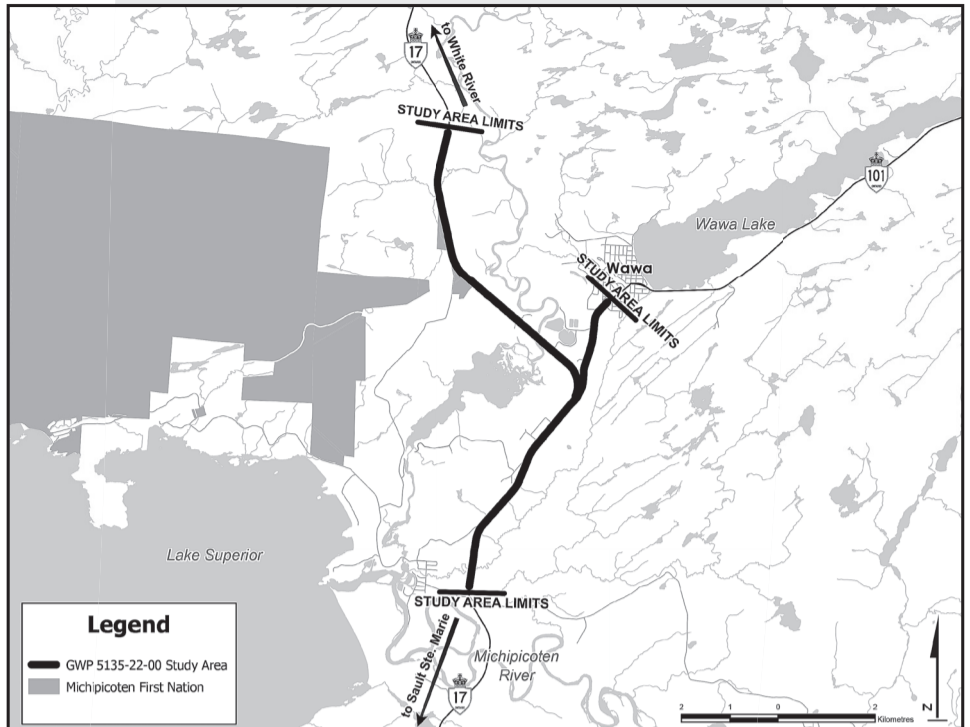 17
to White River
STUDY AREA LIMITS
101
Wawa Lake
Wawa
STUDY AREA LIMITS
Lake Superior
STUDY AREA LIMITS
to Sault Ste. Marie
Michipicoten
River
17
Legend
GWP 5135-22-00 Study Area
Michipicoten First Nation
2 1 0 2
Kilometres
N